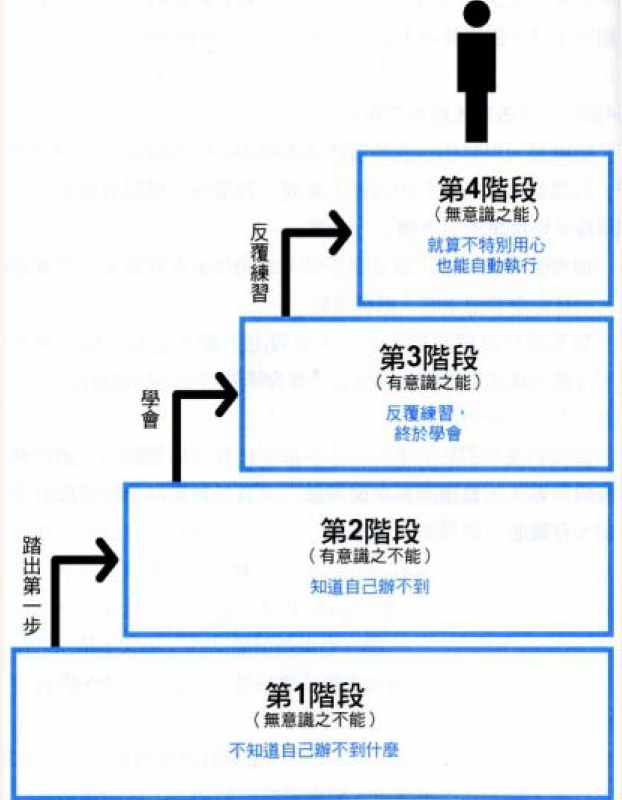 第4階段
(無意識之能)
就算不特別用心
也能自動執行
反覆練習
第3階段
(有意識之能)
反覆練習,
終於學會
學會
第2階段
(有意識之不能)
知道自己辦不到
踏出第一步
第1階段
(無意識之不能)
不知道自己辦不到什麼